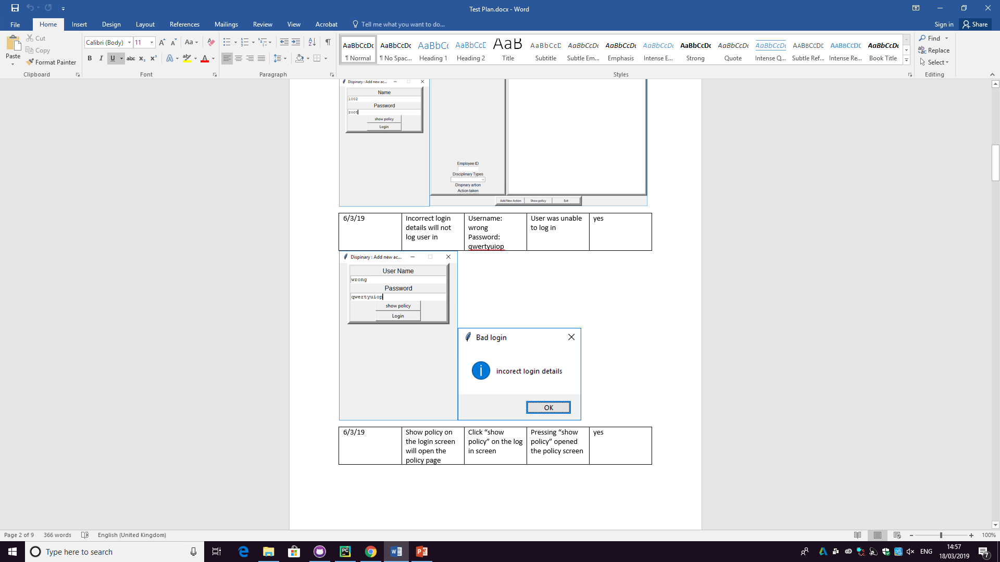 Test Plan.docx - Word
File Home Insert Design Layout References Mailings Review View Acrobat Tell me what you want to do... Sign in Share
Paste
Cut
Copy
Format Painter
Clipboard
Calibri (Body) 11
Font
Paragraph
AaBbCcDc AaBbCcDc AaBbCc AaBbCcD AaB AaBbCcD AaBbCcDc AaBbCcDc AaBbCcDc AaBbCcDc AaBbCcDc AaBbCcDc AABBCCDE AABBCCDE AaBbCcDc
¶ Normal ¶ No Spac... Heading 1 Heading 2 Title Subtitle Subtle Em... Emphasis Intense E... Strong Quote Intense Q... Subtle Ref... Intense Re... Book Title
Styles
Find
Replace
Select
Editing
Dispinary : Add new ac...
Name
1002
Password
root
show policy
Login
Employee ID
Disciplinary Types
Dispnary artion
Action taken
Add New Action Show policy Exit
6/3/19
Incorrect login
details will not
log user in
Username:
wrong
Password:
qwertyuiop
User was unable
to log in
yes
Dispinary : Add new ac...
User Name
wrong
Password
qwertyuiop
show policy
Login
Bad login
incorect login details
OK
6/3/19
Show policy on
the login screen
will open the
policy page
Click “show
policy” on the log
in screen
Pressing “show
policy” opened
the policy screen
yes
Page 2 of 9 366 words English (United Kingdom) 100%
Type here to search
ENG
14:57
18/03/2019
7